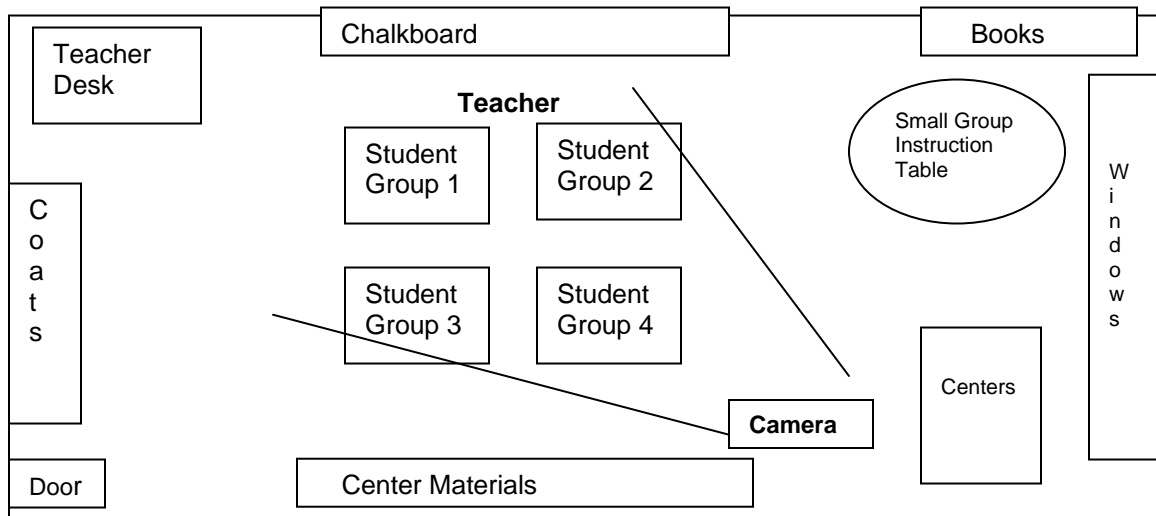 Chalkboard
Books
Teacher
Desk
Teacher
Small Group
Instruction
Table
Student
Group 1
Student
Group 2
W
i
n
d
o
w
s
C
o
a
t
s
Student
Group 3
Student
Group 4
Centers
Camera
Door
Center Materials